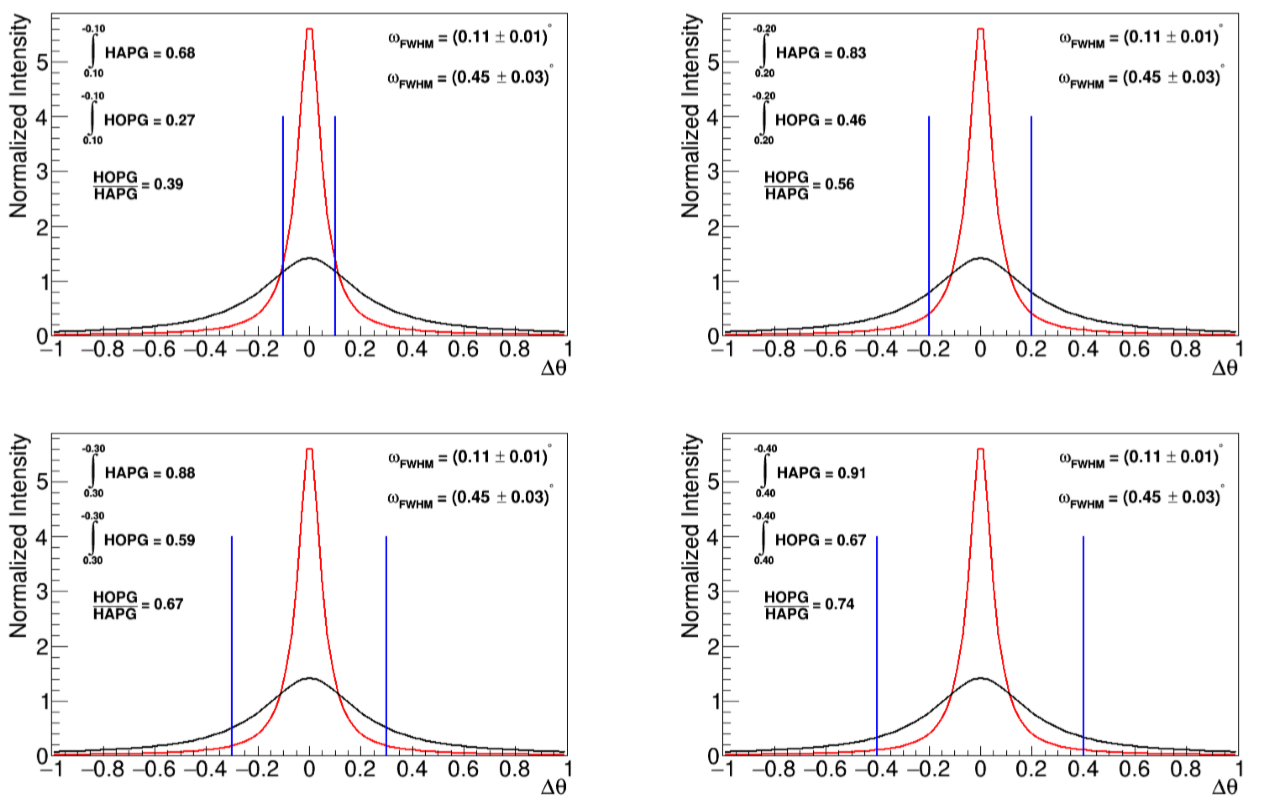 Normalized Intensity
-0.10
∫ HAPG = 0.68
0.10
-0.10
∫ HOPG = 0.27
0.10
HOPG
HAPG = 0.39
ωFWHM = (0.11 ± 0.01)°
ωFWHM = (0.45 ± 0.03)°
5
4
3
2
1
0
−1 −0.8 −0.6 −0.4 −0.2 0 0.2 0.4 0.6 0.8 1
Δθ
Normalized Intensity
-0.20
∫ HAPG = 0.83
0.20
-0.20
∫ HOPG = 0.46
0.20
HOPG
HAPG = 0.56
ωFWHM = (0.11 ± 0.01)°
ωFWHM = (0.45 ± 0.03)°
5
4
3
2
1
0
−1 −0.8 −0.6 −0.4 −0.2 0 0.2 0.4 0.6 0.8 1
Δθ
Normalized Intensity
-0.30
∫ HAPG = 0.88
0.30
-0.30
∫ HOPG = 0.59
0.30
HOPG
HAPG = 0.67
ωFWHM = (0.11 ± 0.01)°
ωFWHM = (0.45 ± 0.03)°
5
4
3
2
1
0
−1 −0.8 −0.6 −0.4 −0.2 0 0.2 0.4 0.6 0.8 1
Δθ
Normalized Intensity
-0.40
∫ HAPG = 0.91
0.40
-0.40
∫ HOPG = 0.67
0.40
HOPG
HAPG = 0.74
ωFWHM = (0.11 ± 0.01)°
ωFWHM = (0.45 ± 0.03)°
5
4
3
2
1
0
−1 −0.8 −0.6 −0.4 −0.2 0 0.2 0.4 0.6 0.8 1
Δθ